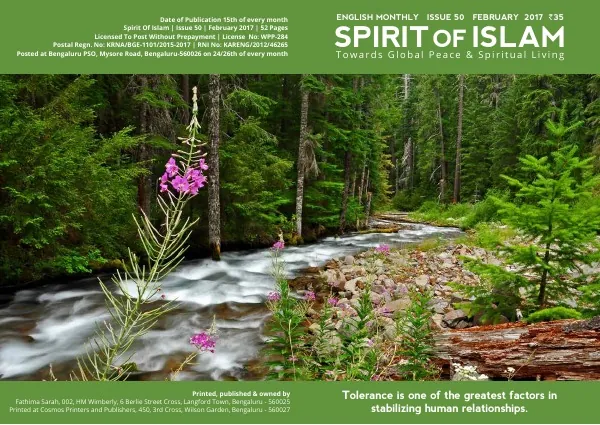 Date of Publication 15th of every month
Spirit Of Islam | Issue 50 | February 2017 | 52 Pages
Licensed To Post Without Prepayment | License No: WPP-284
Postal Regn. No: KRNA/BGE-1101/2015-2017 | RNI No: KARENG/2012/46265
Posted at Bengaluru PSO, Mysore Road, Bengaluru-560026 on 24/26th of every month
ENGLISH MONTHLY ISSUE 50 FEBRUARY 2017 ₹35
SPIRIT OF ISLAM
Towards Global Peace & Spiritual Living
Printed, published & owned by
Fathima Sarah, 002, HM Wimberly, 6 Berlie Street Cross, Langford Town, Bengaluru - 560025
Printed at Cosmos Printers and Publishers, 450, 3rd Cross, Wilson Garden, Bengaluru - 560027
Tolerance is one of the greatest factors in
stabilizing human relationships.